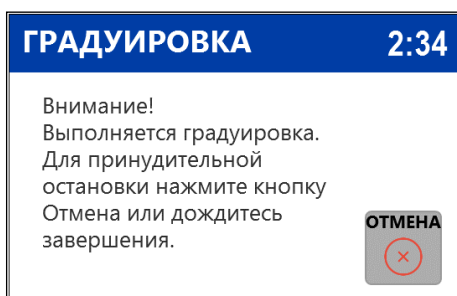 ГРАДУИРОВКА 2:34
Внимание!
Выполняется градуировка.
Для принудительной
остановки нажмите кнопку
Отмена или дождитесь
завершения.
ОТМЕНА